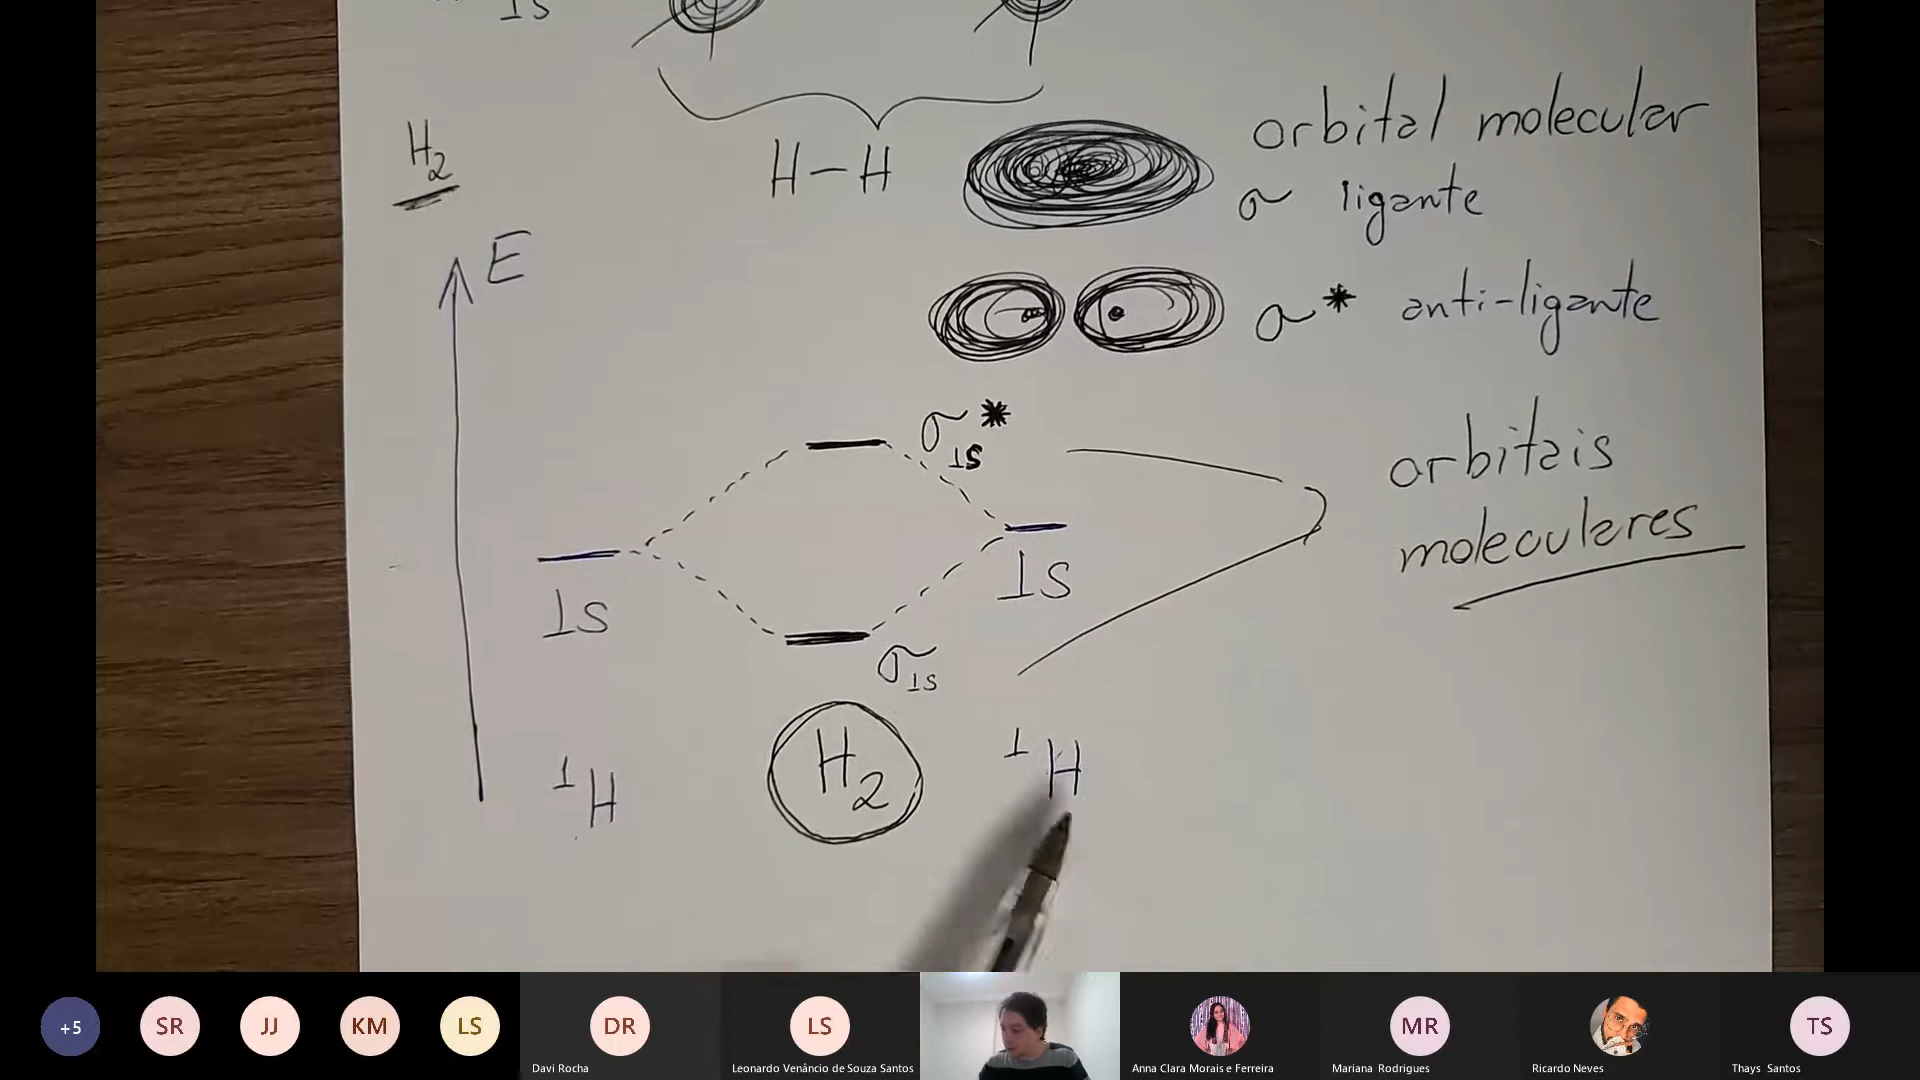 1s
H₂
H–H
orbital molecular
σ ligante
E
σ* anti-ligante
σ1s*
orbitais
moleculares
1s
1s
σ1s
¹H
H₂
¹H
+5
SR
JJ
KM
LS
DR
LS
MR
TS
Davi Rocha
Leonardo Venâncio de Souza Santos
Anna Clara Morais e Ferreira
Mariana Rodrigues
Ricardo Neves
Thays Santos